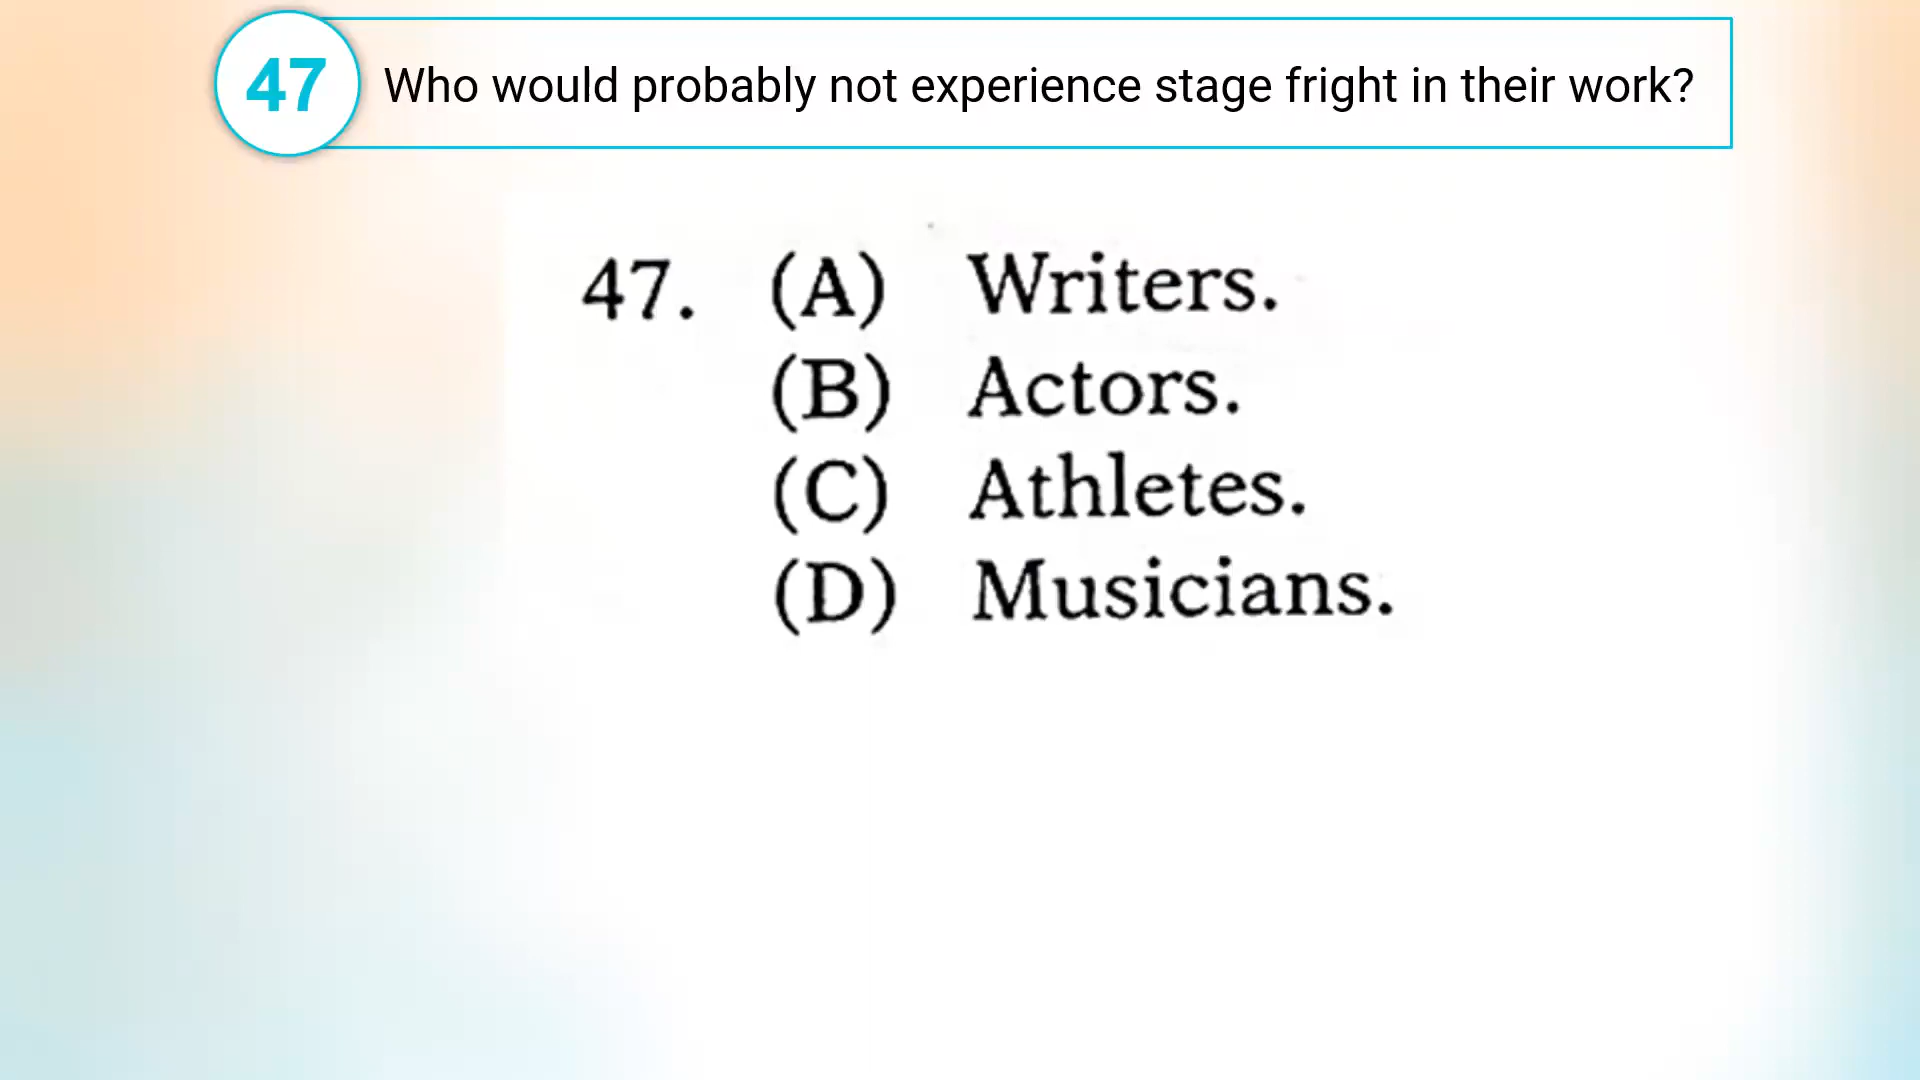 47 Who would probably not experience stage fright in their work?
47. (A) Writers.
(B) Actors.
(C) Athletes.
(D) Musicians.